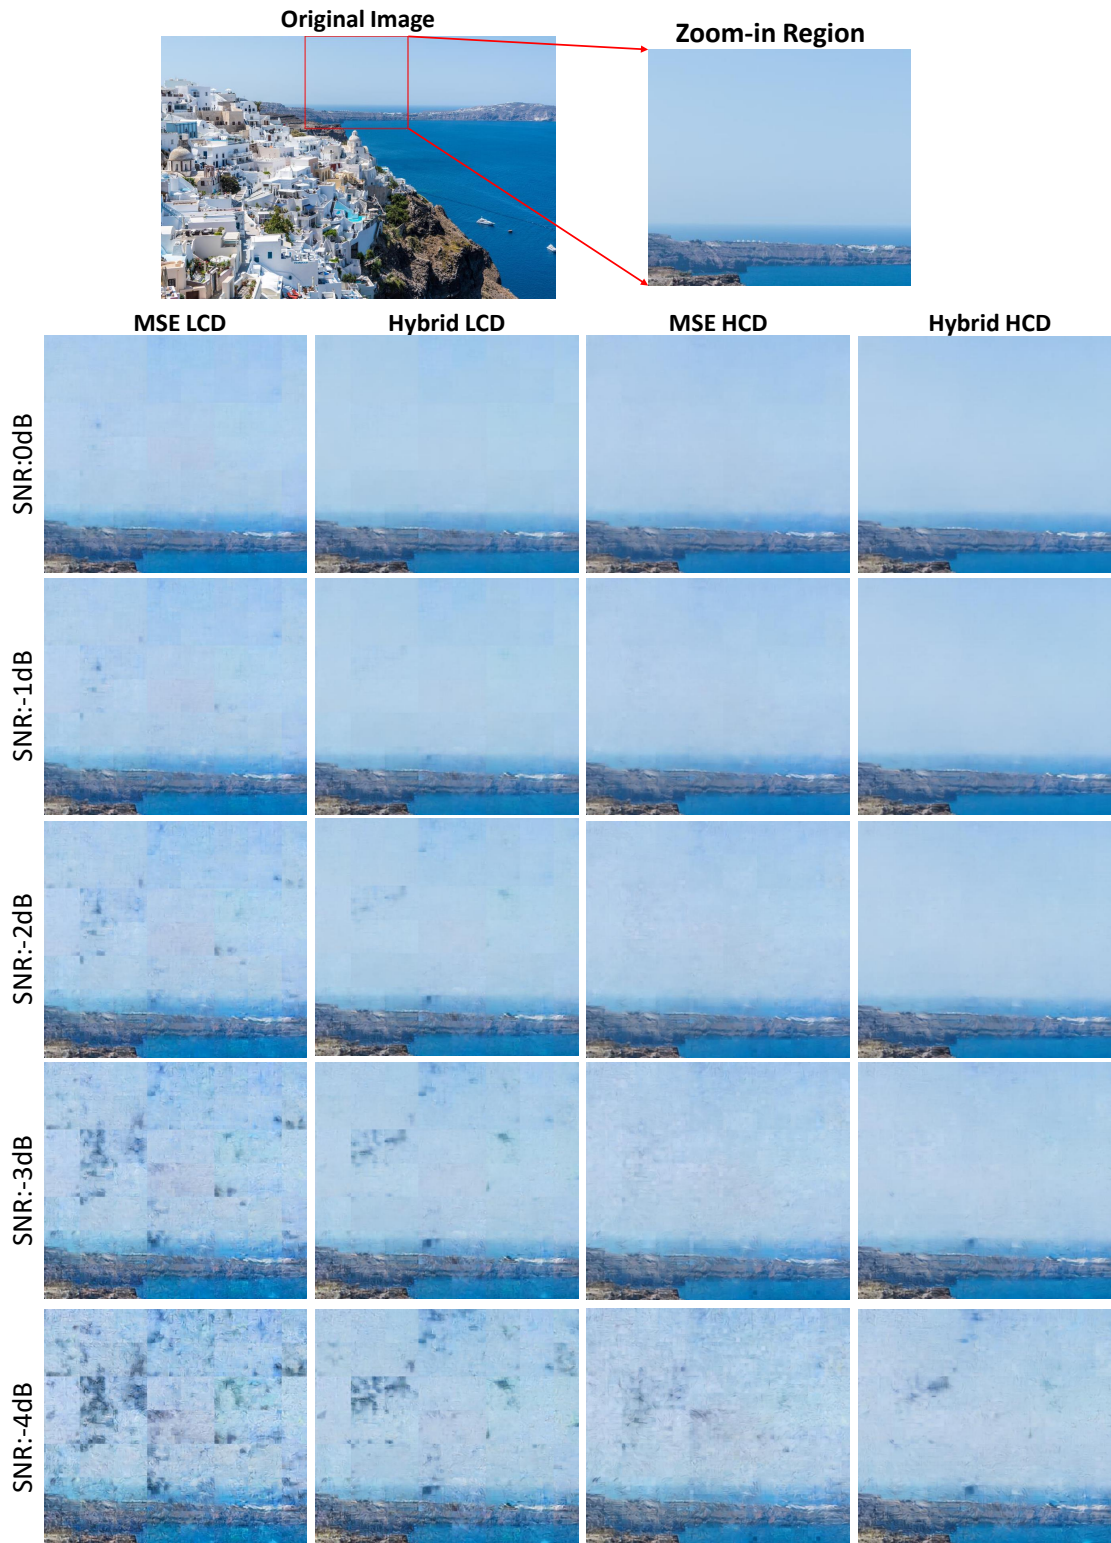 Original Image
Zoom-in Region
MSE LCD
Hybrid LCD
MSE HCD
Hybrid HCD
SNR:0dB
SNR:-1dB
SNR:-2dB
SNR:-3dB
SNR:-4dB